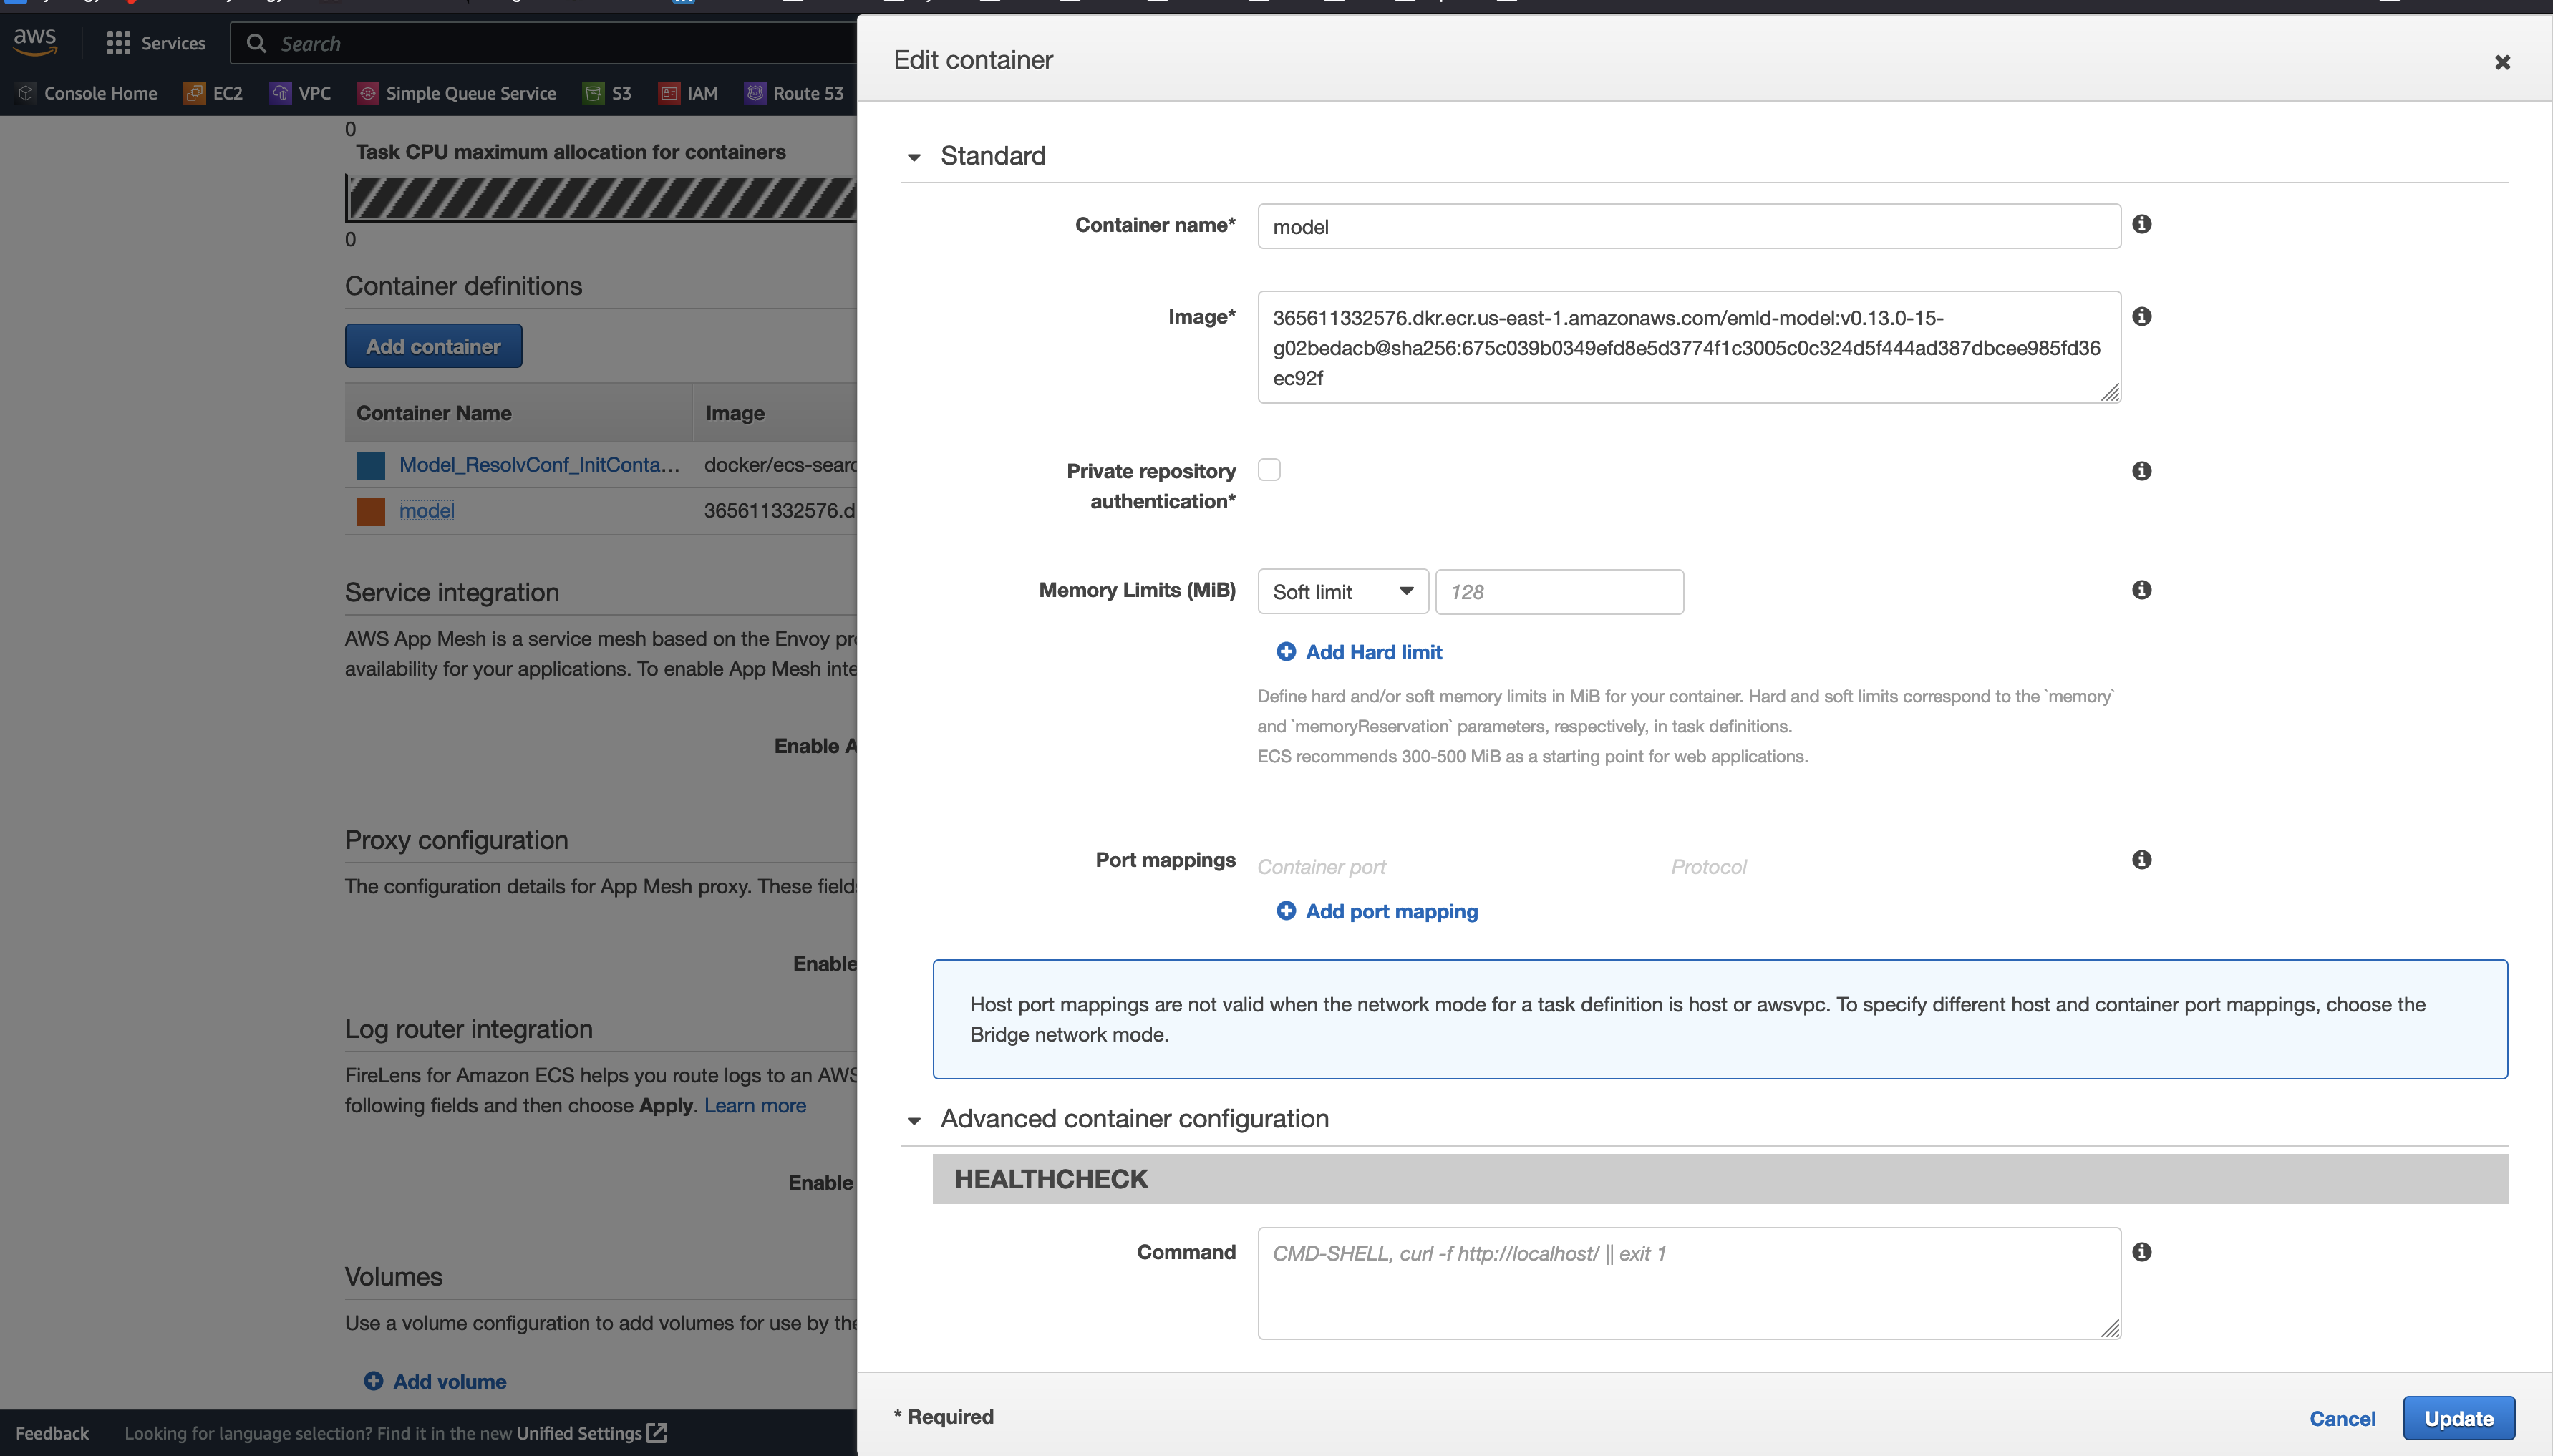 aws
Services
Search
Console Home
EC2
VPC
Simple Queue Service
S3
IAM
Route 53
0
Task CPU maximum allocation for containers
0
Container definitions
Add container
Container Name
Image
Model_ResolvConf_InitConta...
docker/ecs-searc
model
365611332576.d
Service integration
AWS App Mesh is a service mesh based on the Envoy pro
availability for your applications. To enable App Mesh inte
Enable A
Proxy configuration
The configuration details for App Mesh proxy. These field
Enable
Log router integration
FireLens for Amazon ECS helps you route logs to an AWS
following fields and then choose Apply. Learn more
Enable
Volumes
Use a volume configuration to add volumes for use by the
Add volume
Feedback
Looking for language selection? Find it in the new Unified Settings
Edit container
Standard
Container name*
model
Image*
365611332576.dkr.ecr.us-east-1.amazonaws.com/emld-model:v0.13.0-15-
g02bedacb@sha256:675c039b0349efd8e5d3774f1c3005c0c324d5f444ad387dbcee985fd36
ec92f
Private repository
authentication*
Memory Limits (MiB)
Soft limit
128
Add Hard limit
Define hard and/or soft memory limits in MiB for your container. Hard and soft limits correspond to the `memory`
and `memoryReservation` parameters, respectively, in task definitions.
ECS recommends 300-500 MiB as a starting point for web applications.
Port mappings
Container port
Protocol
Add port mapping
Host port mappings are not valid when the network mode for a task definition is host or awsvpc. To specify different host and container port mappings, choose the
Bridge network mode.
Advanced container configuration
HEALTHCHECK
Command
CMD-SHELL, curl -f http://localhost/ || exit 1
* Required
Cancel
Update